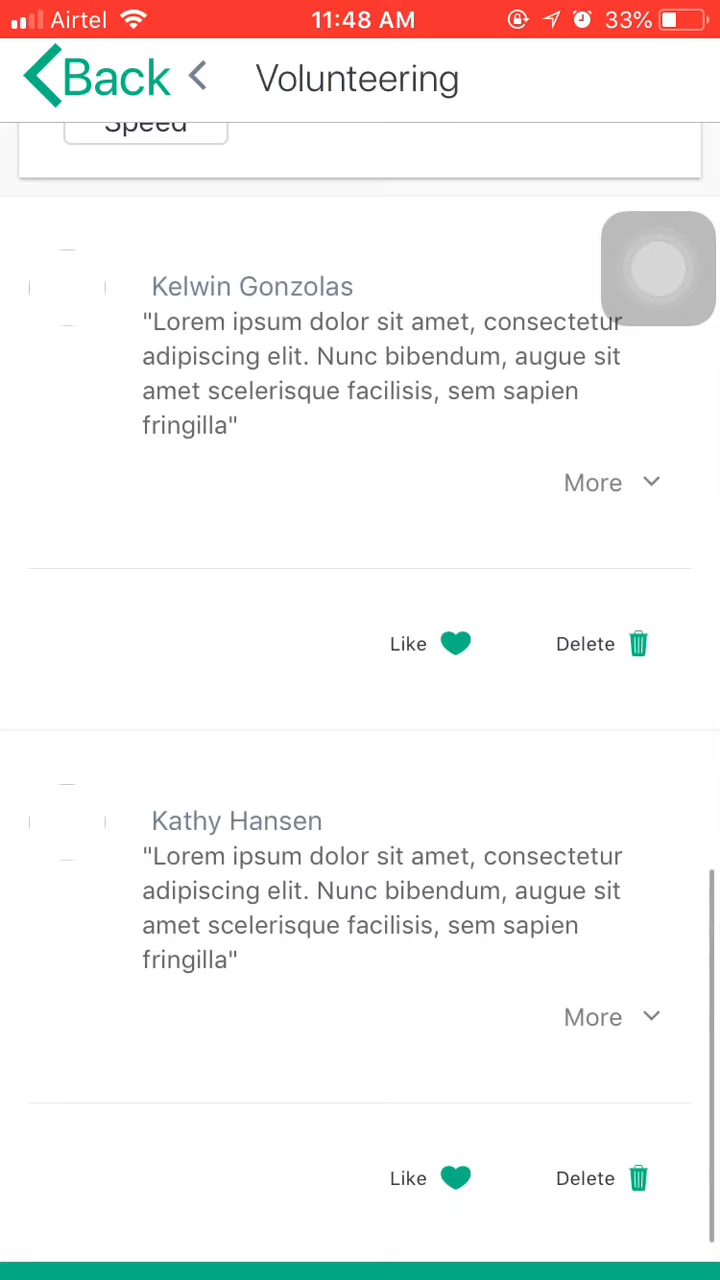 Airtel 11:48 AM 33%
Back Volunteering
Speed
Kelwin Gonzolas
"Lorem ipsum dolor sit amet, consectetur
adipiscing elit. Nunc bibendum, augue sit
amet scelerisque facilisis, sem sapien
fringilla"
More
Like Delete
Kathy Hansen
"Lorem ipsum dolor sit amet, consectetur
adipiscing elit. Nunc bibendum, augue sit
amet scelerisque facilisis, sem sapien
fringilla"
More
Like Delete